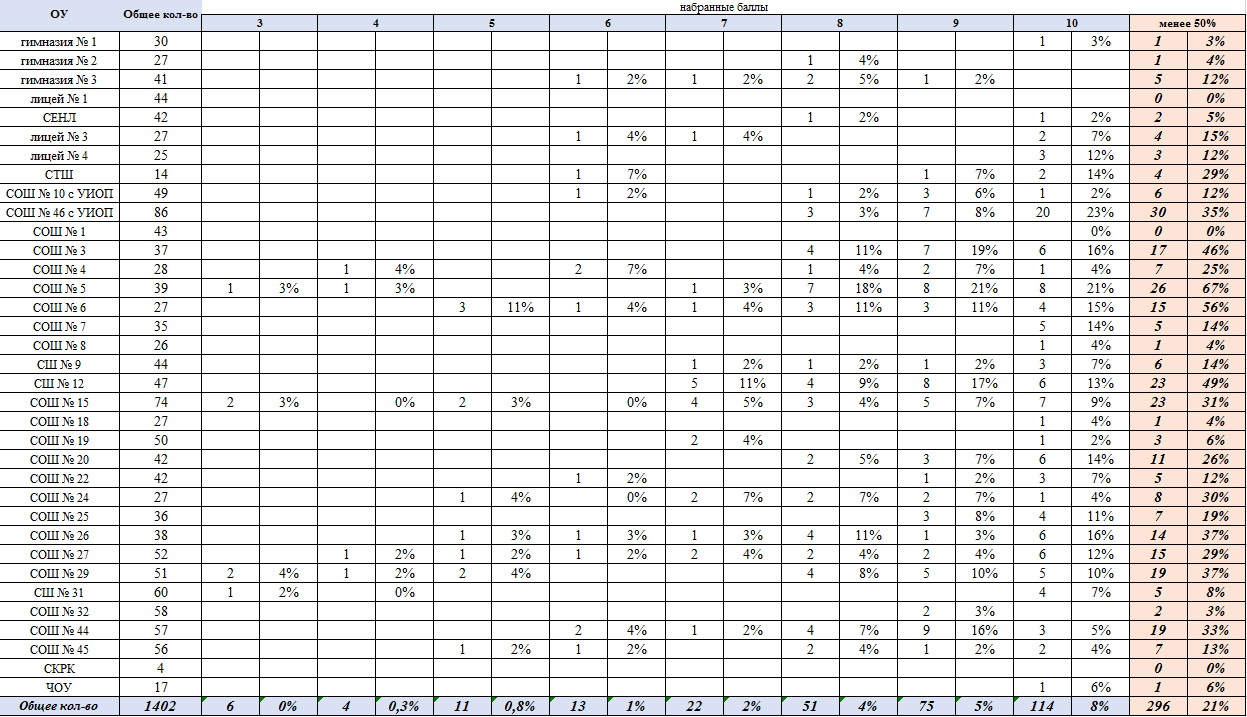 ОУ Общее кол-во набранные баллы
3 4 5 6 7 8 9 10 менее 50%
гимназия № 1 30 1 3% 1 3%
гимназия № 2 27 1 4% 1 4%
гимназия № 3 41 1 2% 1 2% 2 5% 1 2% 5 12%
лицей № 1 44 0 0%
СЕНЛ 42 1 2% 1 2% 2 5%
лицей № 3 27 1 4% 1 4% 2 7% 4 15%
лицей № 4 25 3 12% 3 12%
СТШ 14 1 7% 1 7% 2 14% 4 29%
СОШ № 10 с УИОП 49 1 2% 1 2% 3 6% 1 2% 6 12%
СОШ № 46 с УИОП 86 3 3% 7 8% 20 23% 30 35%
СОШ № 1 43 0% 0 0%
СОШ № 3 37 4 11% 7 19% 6 16% 17 46%
СОШ № 4 28 1 4% 2 7% 1 4% 2 7% 1 4% 7 25%
СОШ № 5 39 1 3% 1 3% 1 3% 7 18% 8 21% 8 21% 26 67%
СОШ № 6 27 3 11% 1 4% 1 4% 3 11% 3 11% 4 15% 15 56%
СОШ № 7 35 5 14% 5 14%
СОШ № 8 26 1 4% 1 4%
СШ № 9 44 1 2% 1 2% 1 2% 3 7% 6 14%
СШ № 12 47 5 11% 4 9% 8 17% 6 13% 23 49%
СОШ № 15 74 2 3% 0% 2 3% 0% 4 5% 3 4% 5 7% 7 9% 23 31%
СОШ № 18 27 1 4% 1 4%
СОШ № 19 50 2 4% 1 2% 3 6%
СОШ № 20 42 2 5% 3 7% 6 14% 11 26%
СОШ № 22 42 1 2% 1 2% 3 7% 5 12%
СОШ № 24 27 1 4% 0% 2 7% 2 7% 2 7% 1 4% 8 30%
СОШ № 25 36 3 8% 4 11% 7 19%
СОШ № 26 38 1 3% 1 3% 1 3% 4 11% 1 3% 6 16% 14 37%
СОШ № 27 52 1 2% 1 2% 1 2% 2 4% 2 4% 2 4% 6 12% 15 29%
СОШ № 29 51 2 4% 1 2% 2 4% 4 8% 5 10% 5 10% 19 37%
СШ № 31 60 1 2% 0% 4 7% 5 8%
СОШ № 32 58 2 3% 2 3%
СОШ № 44 57 2 4% 1 2% 4 7% 9 16% 3 5% 19 33%
СОШ № 45 56 1 2% 1 2% 2 4% 1 2% 2 4% 7 13%
СКРК 4 0 0%
ЧОУ 17 1 6% 1 6%
Общее кол-во 1402 6 0% 4 0,3% 11 0,8% 13 1% 22 2% 51 4% 75 5% 114 8% 296 21%